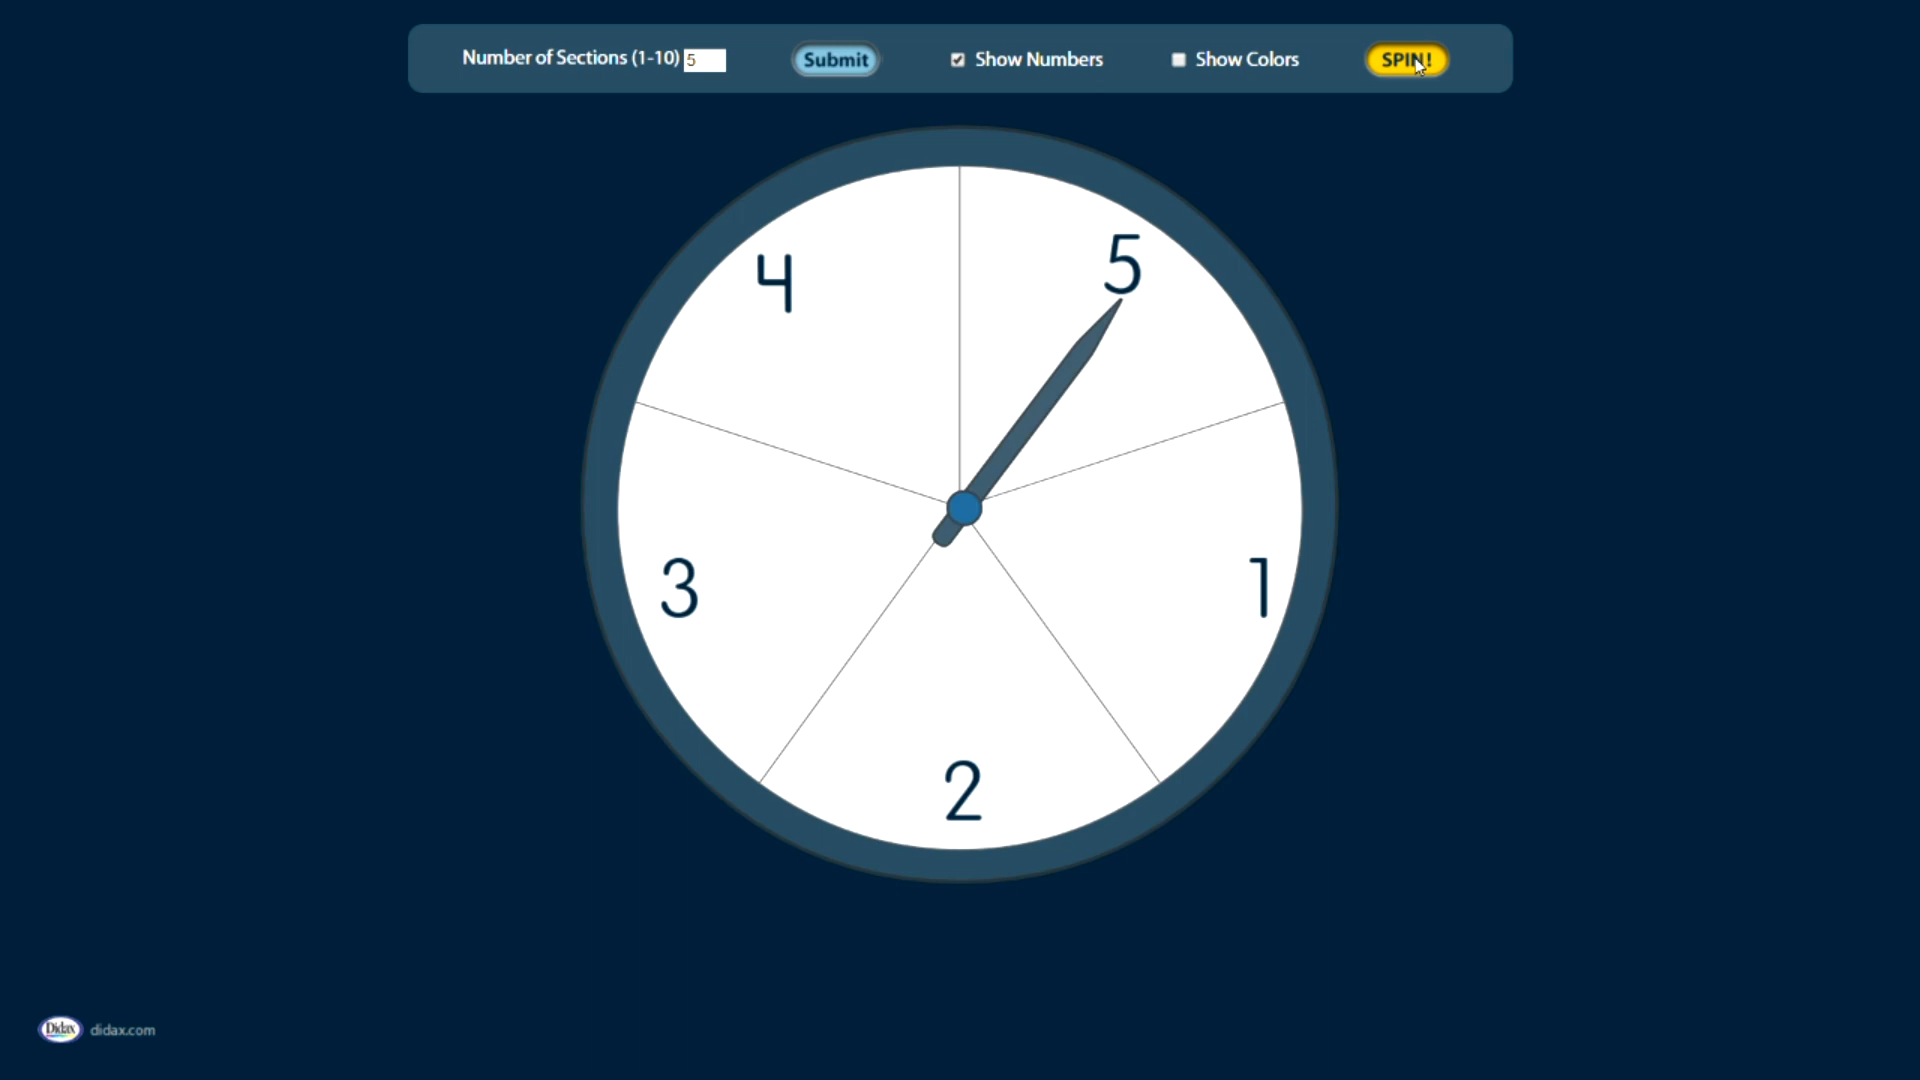 Number of Sections (1-10) 5 Submit Show Numbers Show Colors SPIN!
4 5
3 1
2
Didax didax.com